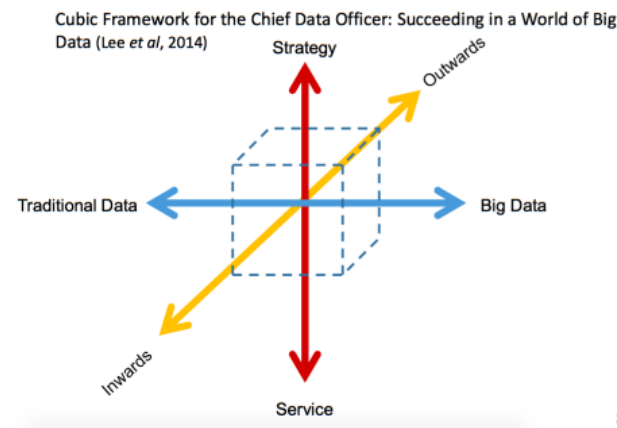 Cubic Framework for the Chief Data Officer: Succeeding in a World of Big
Data (Lee et al, 2014)
Strategy
Outwards
Traditional Data
Big Data
Inwards
Service